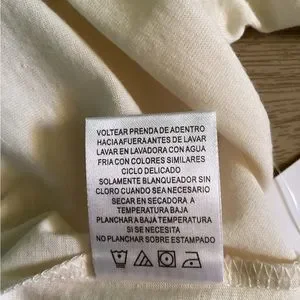 VOLTEAR PRENDA DE ADENTRO
HACIA AFUERA ANTES DE LAVAR
LAVAR EN LAVADORA CON AGUA
FRIA CON COLORES SIMILARES
CICLO DELICADO
SOLAMENTE BLANQUEADOR SIN
CLORO CUANDO SEA NECESARIO
SECAR EN SECADORA A
TEMPERATURA BAJA
PLANCHAR A BAJA TEMPERATURA
SI SE NECESITA
NO PLANCHAR SOBRE ESTAMPADO